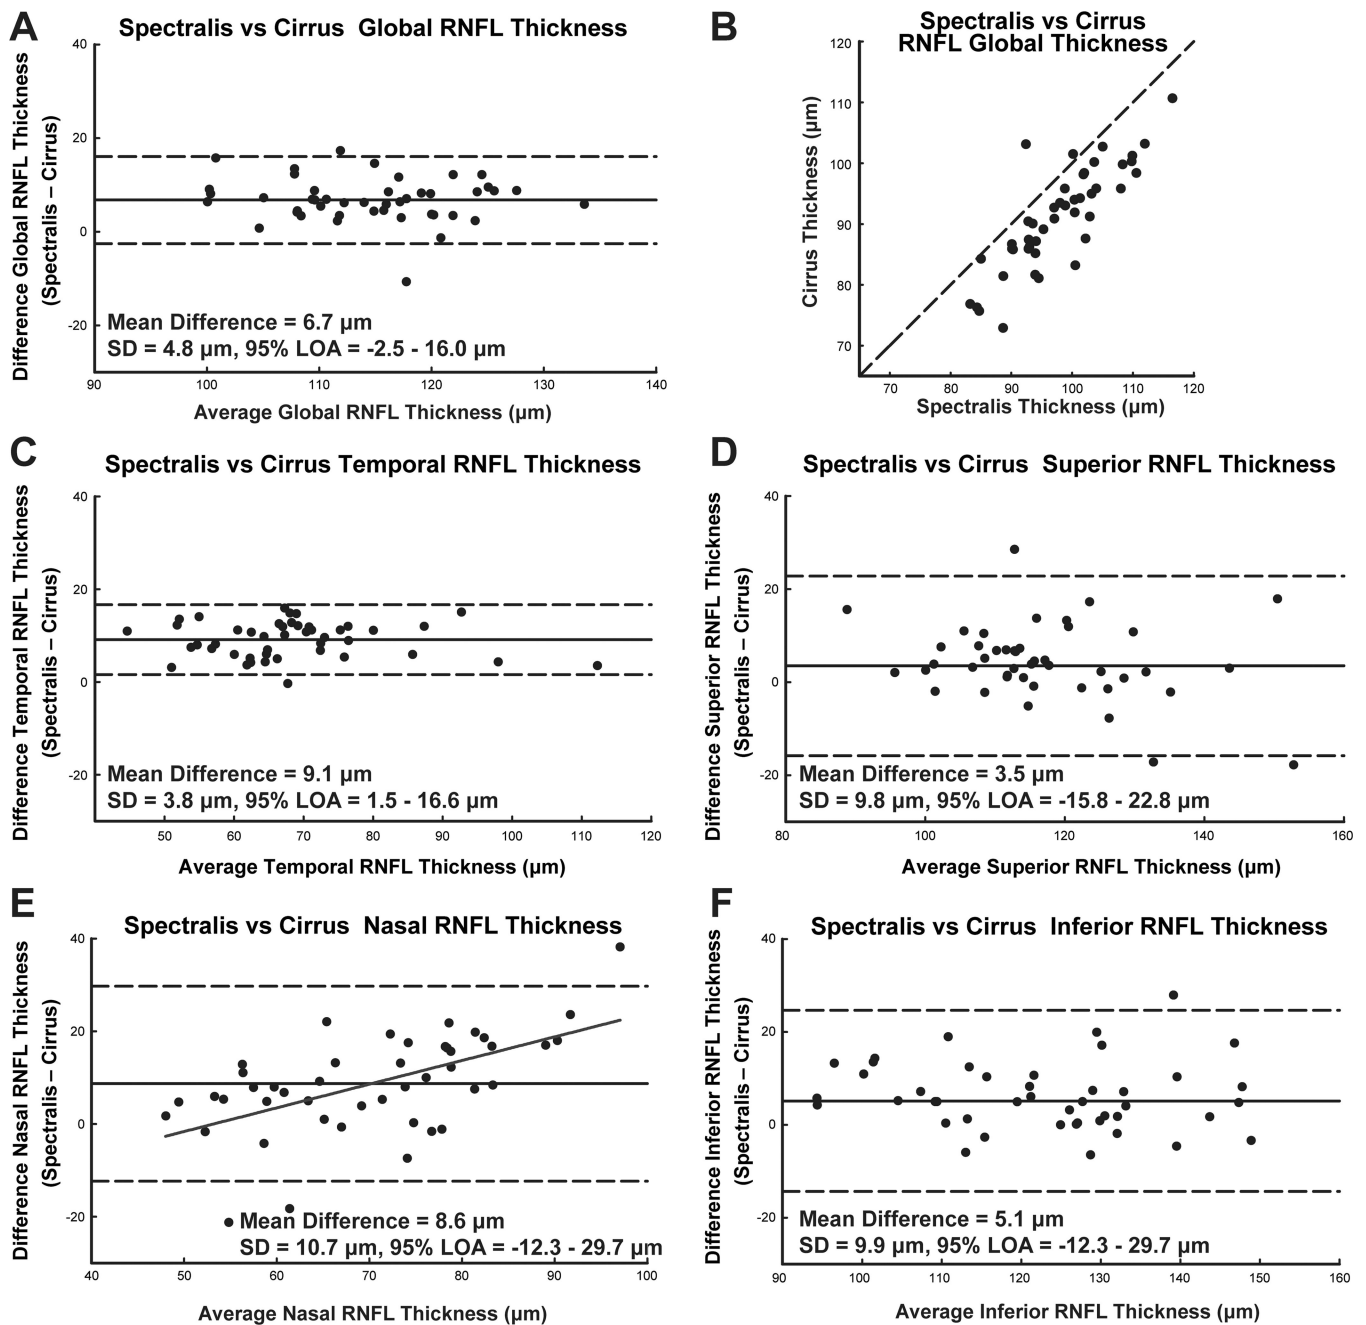 A
Spectralis vs Cirrus Global RNFL Thickness
Difference Global RNFL Thickness
(Spectralis – Cirrus)
40
20
0
-20
Mean Difference = 6.7 µm
SD = 4.8 µm, 95% LOA = -2.5 - 16.0 µm
90 100 110 120 130 140
Average Global RNFL Thickness (µm)
B
Spectralis vs Cirrus
RNFL Global Thickness
Cirrus Thickness (µm)
120
110
100
90
80
70
70 80 90 100 110 120
Spectralis Thickness (µm)
C
Spectralis vs Cirrus Temporal RNFL Thickness
Difference Temporal RNFL Thickness
(Spectralis – Cirrus)
40
20
0
-20
Mean Difference = 9.1 µm
SD = 3.8 µm, 95% LOA = 1.5 - 16.6 µm
50 60 70 80 90 100 110 120
Average Temporal RNFL Thickness (µm)
D
Spectralis vs Cirrus Superior RNFL Thickness
Difference Superior RNFL Thickness
(Spectralis – Cirrus)
40
20
0
-20
Mean Difference = 3.5 µm
SD = 9.8 µm, 95% LOA = -15.8 - 22.8 µm
80 100 120 140 160
Average Superior RNFL Thickness (µm)
E
Spectralis vs Cirrus Nasal RNFL Thickness
Difference Nasal RNFL Thickness
(Spectralis – Cirrus)
40
20
0
-20
Mean Difference = 8.6 µm
SD = 10.7 µm, 95% LOA = -12.3 - 29.7 µm
40 50 60 70 80 90 100
Average Nasal RNFL Thickness (µm)
F
Spectralis vs Cirrus Inferior RNFL Thickness
Difference Inferior RNFL Thickness
(Spectralis – Cirrus)
40
20
0
-20
Mean Difference = 5.1 µm
SD = 9.9 µm, 95% LOA = -12.3 - 29.7 µm
90 100 110 120 130 140 150 160
Average Inferior RNFL Thickness (µm)